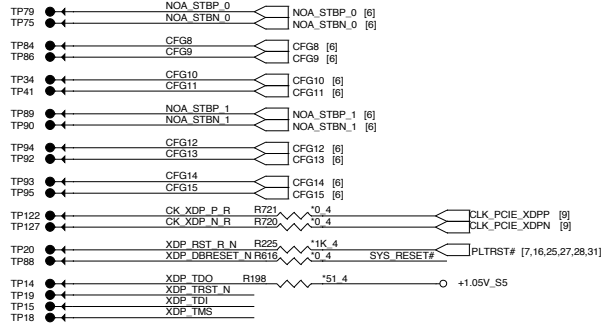 TP79 NOA_STBP_0 NOA_STBP_0 [6]
TP75 NOA_STBN_0 NOA_STBN_0 [6]
TP84 CFG8 CFG8 [6]
TP86 CFG9 CFG9 [6]
TP34 CFG10 CFG10 [6]
TP41 CFG11 CFG11 [6]
TP89 NOA_STBP_1 NOA_STBP_1 [6]
TP90 NOA_STBN_1 NOA_STBN_1 [6]
TP94 CFG12 CFG12 [6]
TP92 CFG13 CFG13 [6]
TP93 CFG14 CFG14 [6]
TP95 CFG15 CFG15 [6]
TP122 CK_XDP_P_R R721 *0_4 CLK_PCIE_XDPP [9]
TP127 CK_XDP_N_R R720 *0_4 CLK_PCIE_XDPN [9]
TP20 XDP_RST_R_N R225 *1K_4 PLTRST# [7,16,25,27,28,31]
TP88 XDP_DBRESET_N R616 *0_4 SYS_RESET#
TP14 XDP_TDO R198 *51_4 +1.05V_S5
TP19 XDP_TRST_N
TP15 XDP_TDI
TP18 XDP_TMS